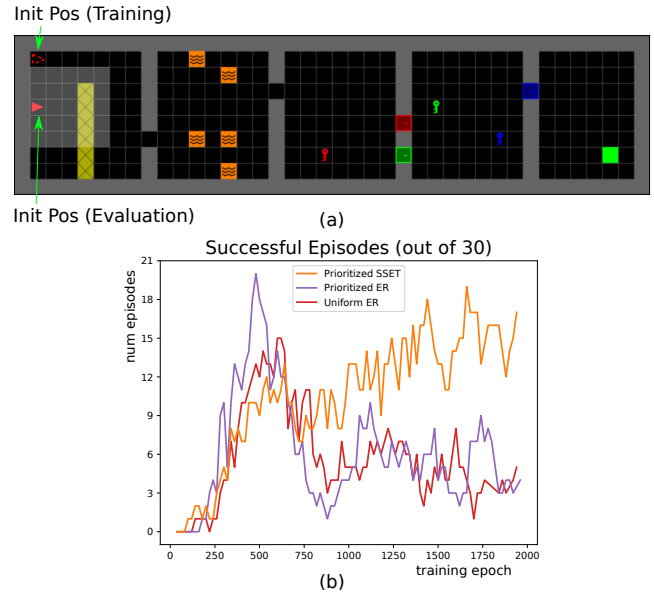 Init Pos (Training)
Init Pos (Evaluation)
(a)
Successful Episodes (out of 30)
num episodes
21
18
15
12
9
6
3
0
Prioritized SSET
Prioritized ER
Uniform ER
0 250 500 750 1000 1250 1500 1750 2000
training epoch
(b)